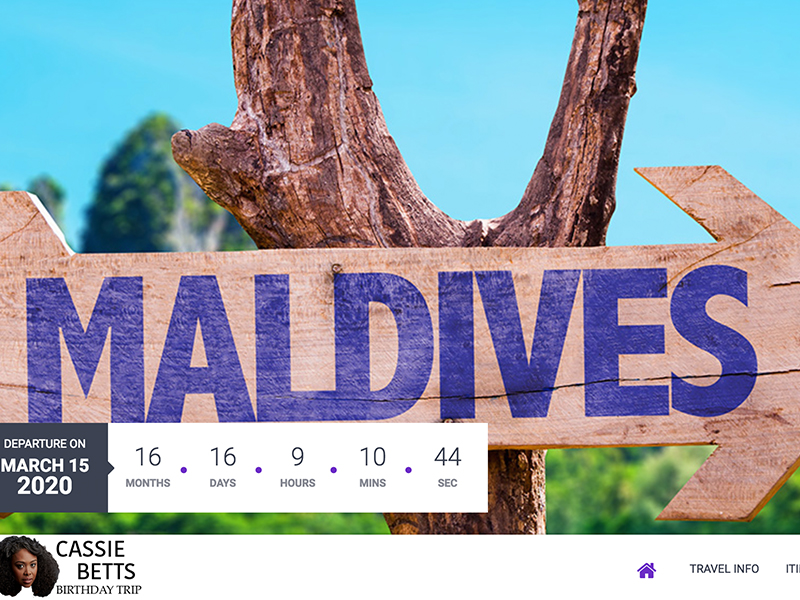 MALDIVES
DEPARTURE ON
MARCH 15
2020
16 16 9 10 44
MONTHS DAYS HOURS MINS SEC
CASSIE
BETTS
BIRTHDAY TRIP
TRAVEL INFO